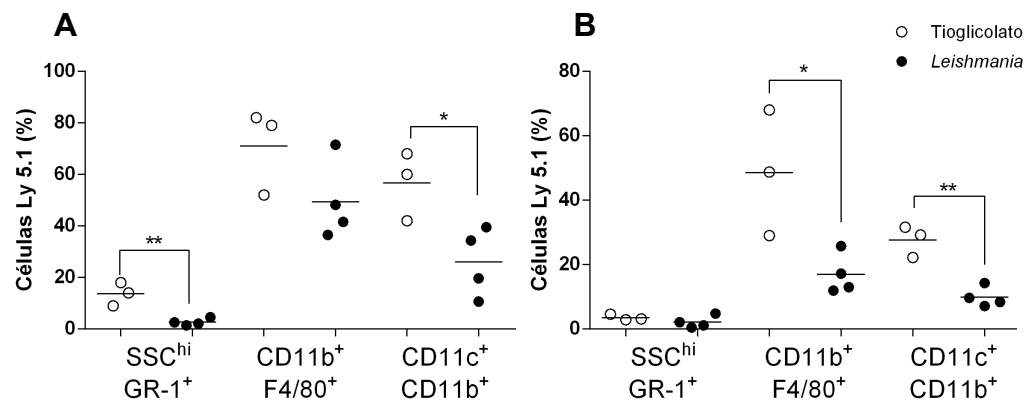 A
B
Tioglicolato
Leishmania
Células Ly 5.1 (%)
100
80
60
40
20
0
**
*
SSChi
GR-1+
CD11b+
F4/80+
CD11c+
CD11b+
Células Ly 5.1 (%)
80
60
40
20
0
*
**
SSChi
GR-1+
CD11b+
F4/80+
CD11c+
CD11b+